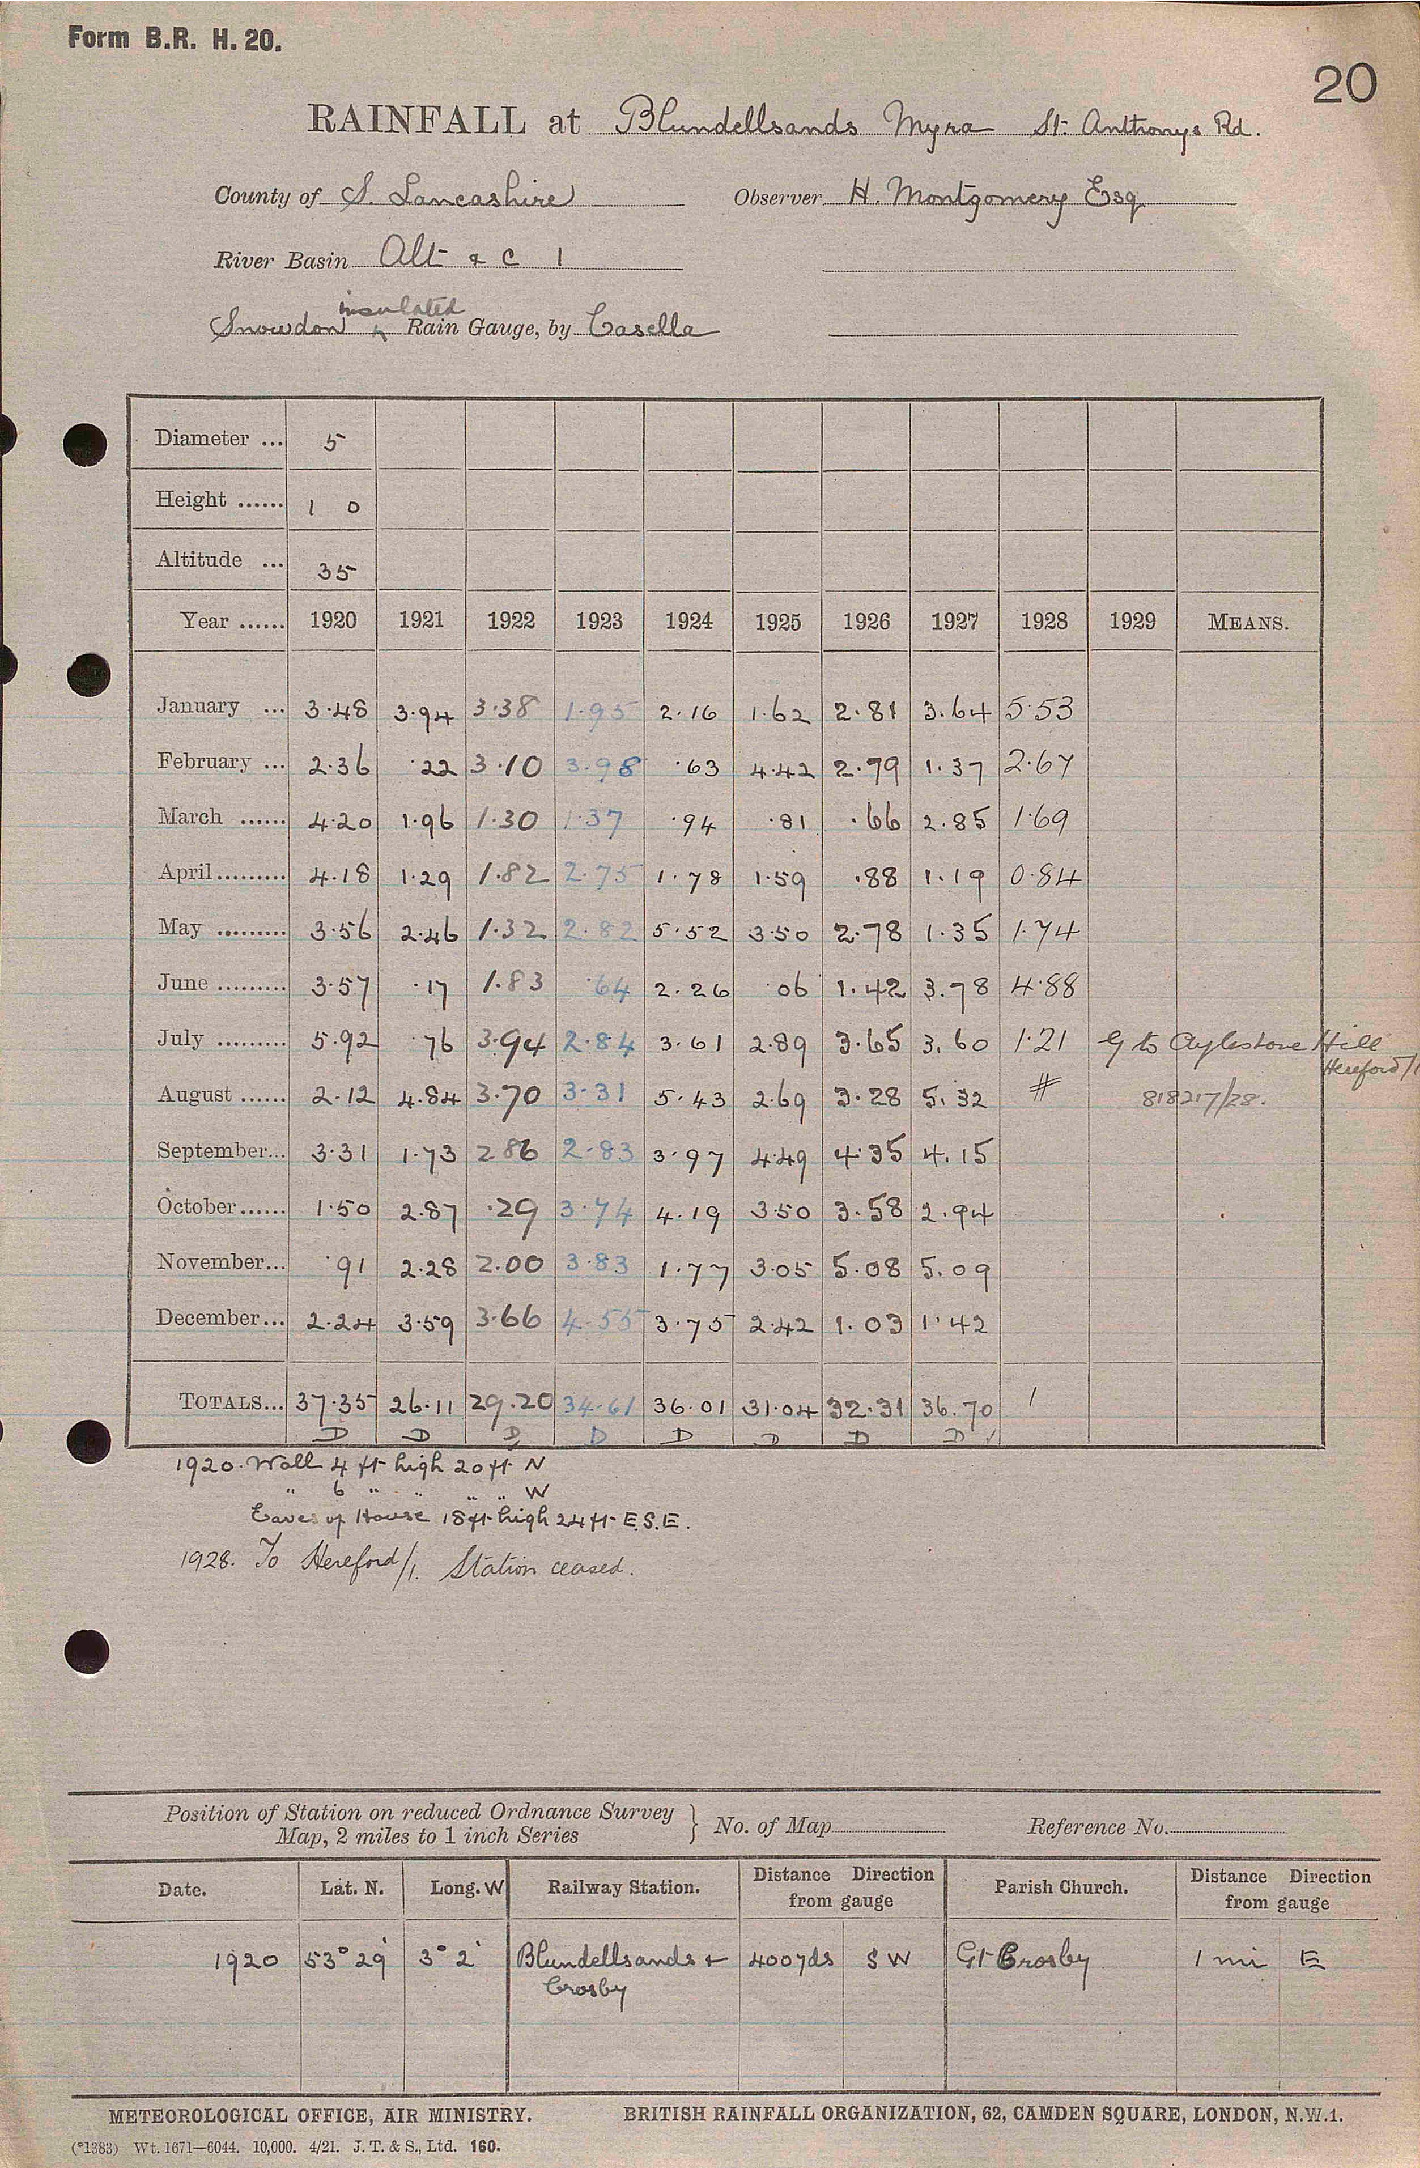 Form B.R. H. 20.
20
RAINFALL at Blundellsands Myra St. Anthonys Rd.
County of S. Lancashire Observer H. Montgomery Esq
River Basin Alt & C 1
insulated
Snowdon ^ Rain Gauge, by Casella
Diameter ... 5
Height ...... 1 0
Altitude ... 35
Year ...... 1920 1921 1922 1923 1924 1925 1926 1927 1928 1929 MEANS.
January ... 3.48 3.94 3.38 1.95 2.16 1.62 2.81 3.64 5.53
February ... 2.36 .22 3.10 3.98 .63 4.42 2.79 1.37 2.67
March ...... 4.20 1.96 1.30 1.37 .94 .81 .66 2.85 1.69
April ......... 4.18 1.29 1.82 2.75 1.78 1.59 .88 1.19 0.84
May ......... 3.56 2.46 1.32 2.82 5.52 3.50 2.78 1.35 1.74
June ......... 3.57 .17 1.83 .64 2.26 .06 1.42 3.78 4.88
July ......... 5.92 .76 3.94 2.84 3.61 2.89 3.65 3.60 1.21 G to Aylestone Hill
Hereford/1
August ...... 2.12 4.84 3.70 3.31 5.43 2.69 3.28 5.32 # 818217/28.
September... 3.31 1.73 2.86 2.83 3.97 4.49 4.35 4.15
October...... 1.50 2.87 .29 3.74 4.19 3.50 3.58 2.94
November... .91 2.28 2.00 3.83 1.77 3.05 5.08 5.09
December... 2.24 3.59 3.66 4.55 3.75 2.42 1.03 1.42
TOTALS... 37.35 26.11 29.20 34.61 36.01 31.04 32.31 36.70 1
D D D D D D D D /
1920. Wall 4 ft high 20 ft N
" 6 " " " " W
Eaves of House 18 ft high 24 ft E.S.E.
1928. To Hereford/1. Station ceased.
Position of Station on reduced Ordnance Survey
Map, 2 miles to 1 inch Series } No. of Map Reference No.
Date. Lat. N. Long. W Railway Station. Distance Direction from gauge Parish Church. Distance Direction from gauge
1920 53° 29' 3° 2' Blundellsands & 400 yds S W Gt Crosby 1 mi E
Crosby
METEOROLOGICAL OFFICE, AIR MINISTRY. BRITISH RAINFALL ORGANIZATION, 62, CAMDEN SQUARE, LONDON, N.W.1.
(*1383) Wt. 1671—6044. 10,000. 4/21. J. T. & S., Ltd. 160.